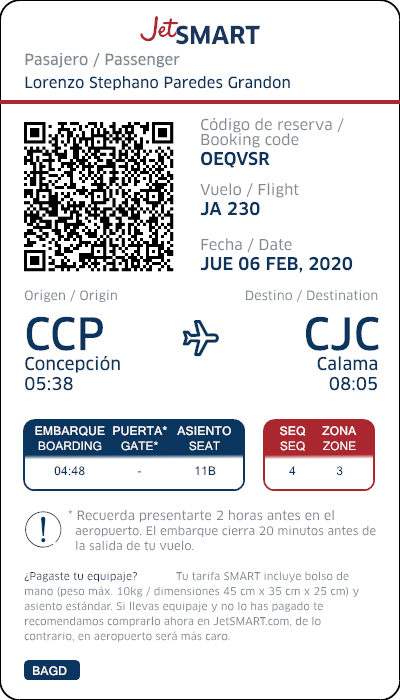 JetSMART
Pasajero / Passenger
Lorenzo Stephano Paredes Grandon
Código de reserva /
Booking code
OEQVSR
Vuelo / Flight
JA 230
Fecha / Date
JUE 06 FEB, 2020
Origen / Origin Destino / Destination
CCP CJC
Concepción Calama
05:38 08:05
EMBARQUE PUERTA* ASIENTO SEQ ZONA
BOARDING GATE* SEAT SEQ ZONE
04:48 - 11B 4 3
* Recuerda presentarte 2 horas antes en el
aeropuerto. El embarque cierra 20 minutos antes de
la salida de tu vuelo.
¿Pagaste tu equipaje? Tu tarifa SMART incluye bolso de
mano (peso máx. 10kg / dimensiones 45 cm x 35 cm x 25 cm) y
asiento estándar. Si llevas equipaje y no lo has pagado te
recomendamos comprarlo ahora en JetSMART.com, de lo
contrario, en aeropuerto será más caro.
BAGD